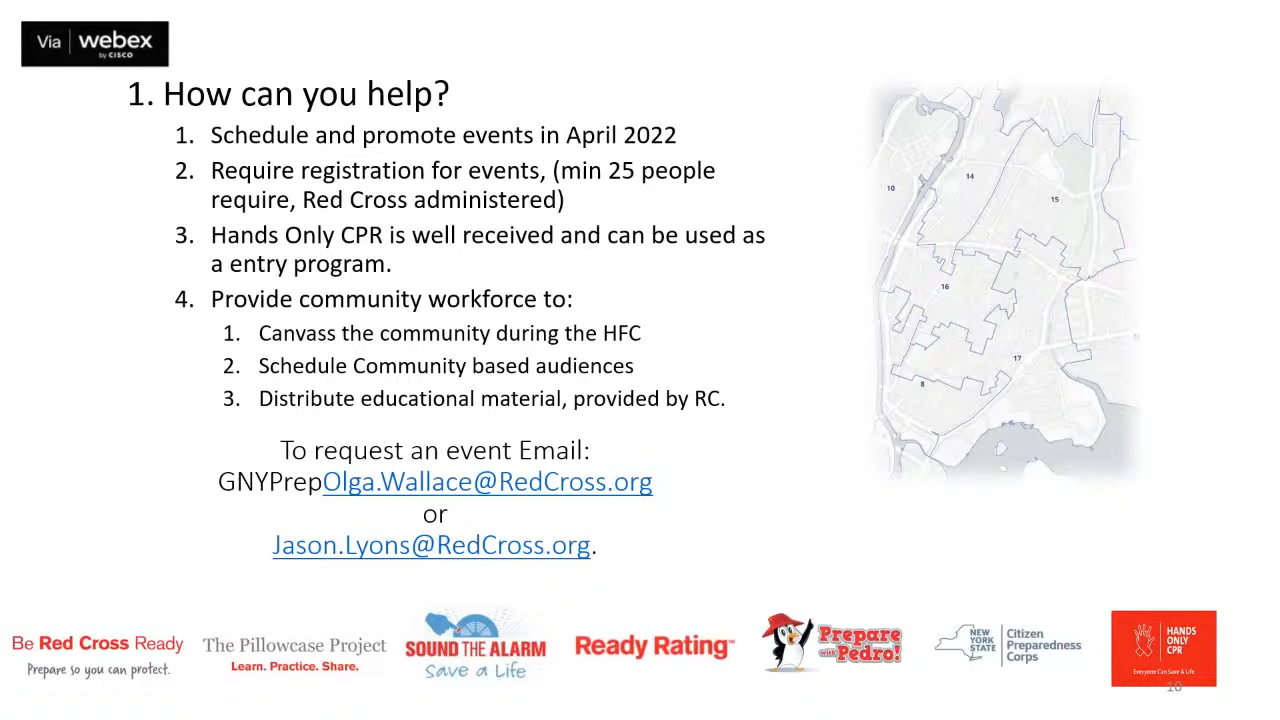 Via | webex
by CISCO
1. How can you help?
1. Schedule and promote events in April 2022
2. Require registration for events, (min 25 people
require, Red Cross administered)
3. Hands Only CPR is well received and can be used as
a entry program.
4. Provide community workforce to:
1. Canvass the community during the HFC
2. Schedule Community based audiences
3. Distribute educational material, provided by RC.
To request an event Email:
GNYPrepOlga.Wallace@RedCross.org
or
Jason.Lyons@RedCross.org.
10
14
15
16
17
8
Be Red Cross Ready
Prepare so you can protect.
The Pillowcase Project
Learn. Practice. Share.
SOUND THE ALARM
Save a Life
Ready Rating™
Prepare
with Pedro!
NEW
YORK
STATE
Citizen
Preparedness
Corps
HANDS
ONLY
CPR
Everyone Can Save A Life
10